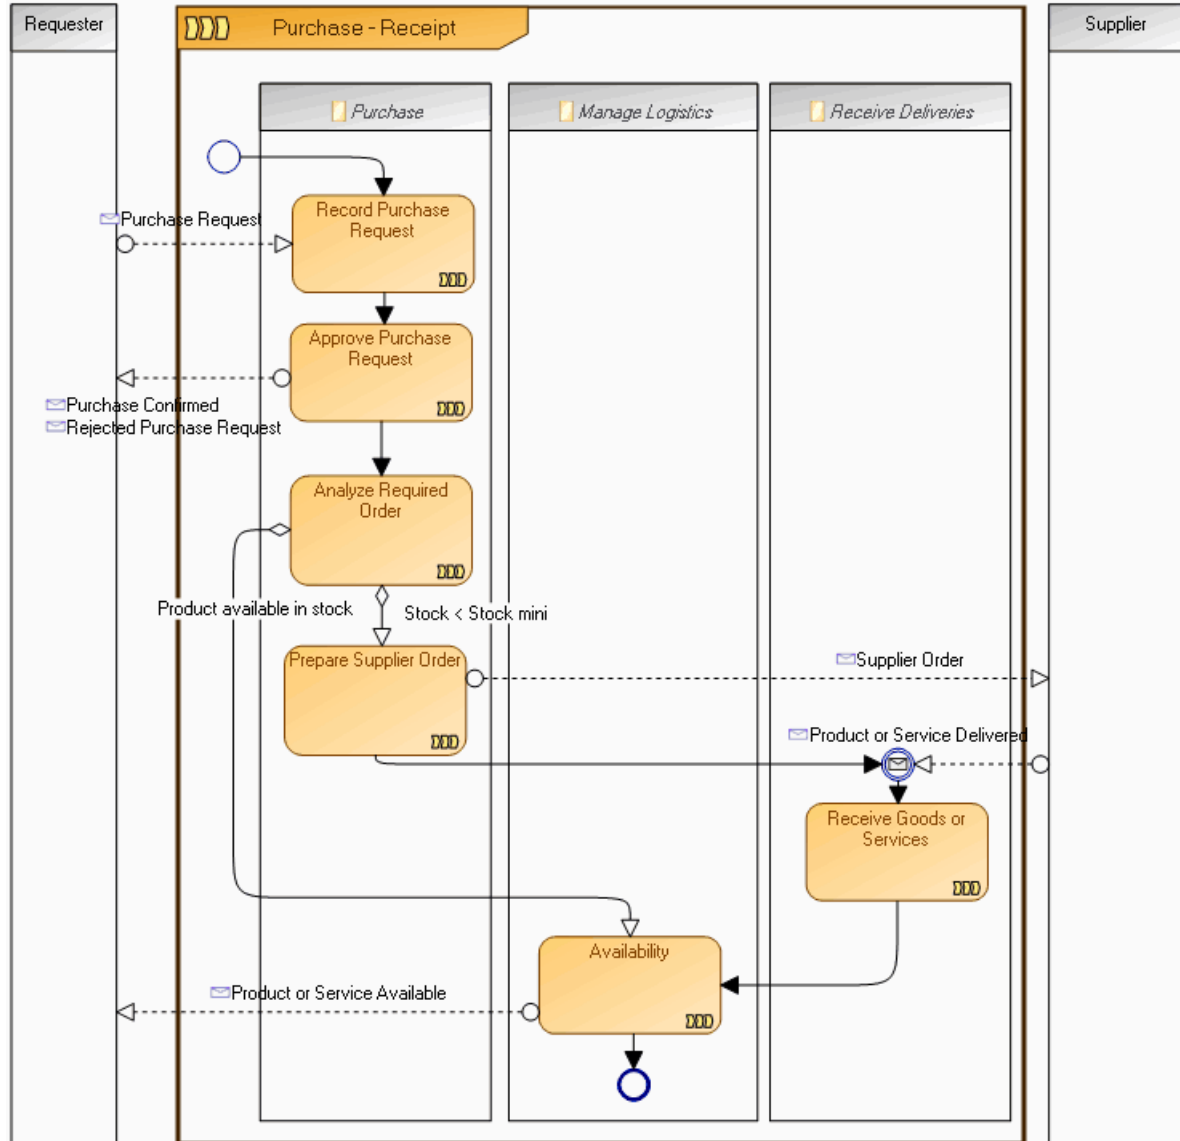 Requester
Purchase - Receipt
Supplier
Purchase
Manage Logistics
Receive Deliveries
Record Purchase
Request
Purchase Request
Approve Purchase
Request
Purchase Confirmed
Rejected Purchase Request
Analyze Required
Order
Product available in stock
Stock < Stock mini
Prepare Supplier Order
Supplier Order
Product or Service Delivered
Receive Goods or
Services
Availability
Product or Service Available